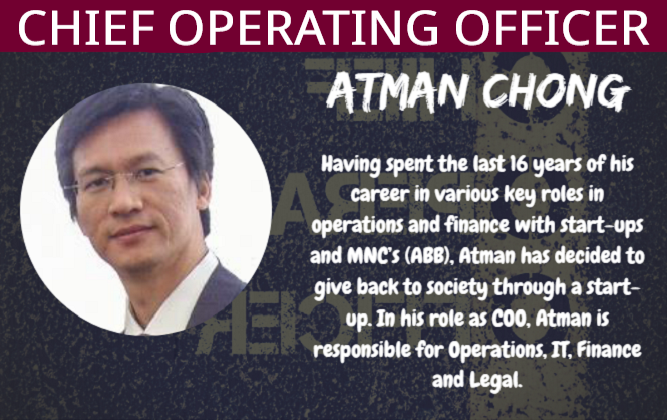 CHIEF OPERATING OFFICER
ATMAN CHONG
Having spent the last 16 years of his
career in various key roles in
operations and finance with start-ups
and MNC's (ABB), Atman has decided to
give back to society through a start-
up. In his role as COO, Atman is
responsible for Operations, IT, Finance
and Legal.